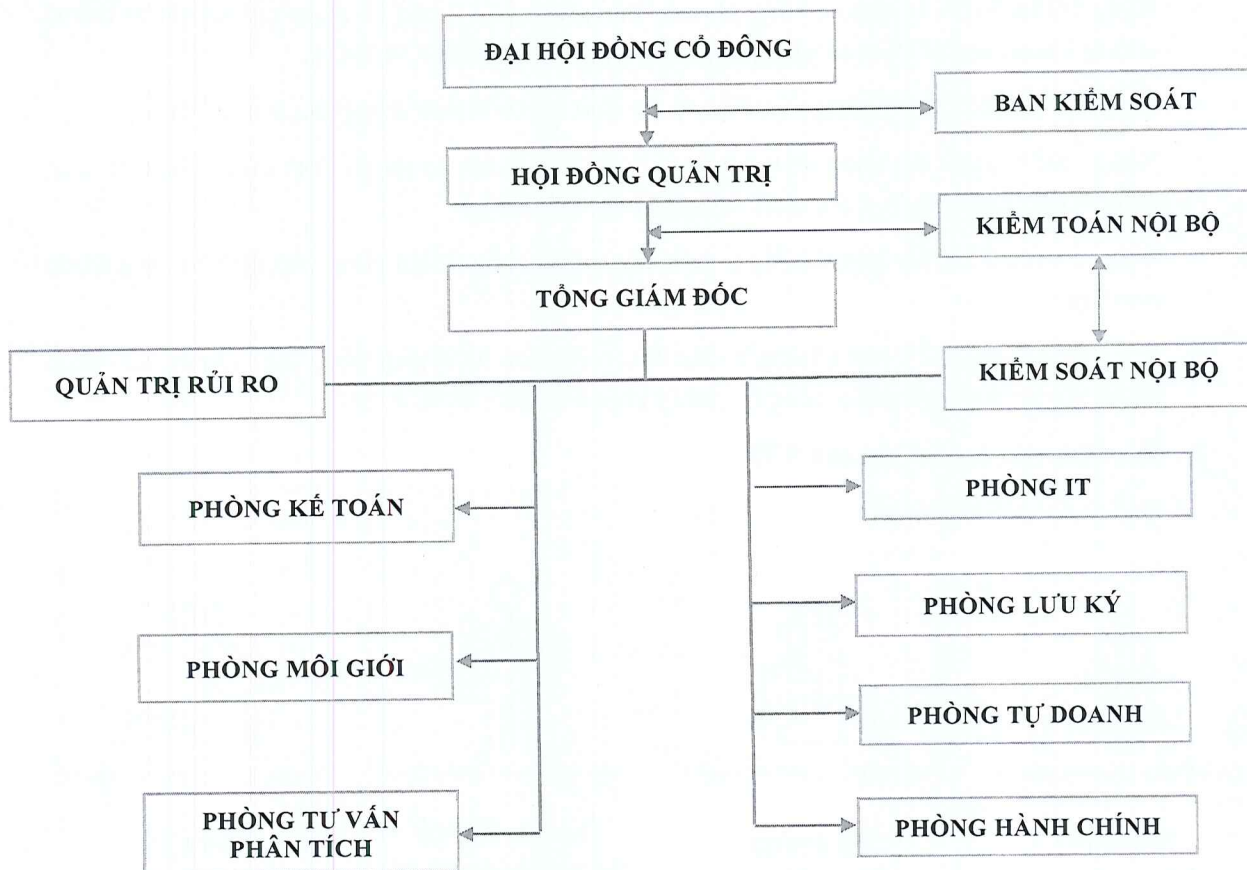 ĐẠI HỘI ĐỒNG CỔ ĐÔNG
BAN KIỂM SOÁT
HỘI ĐỒNG QUẢN TRỊ
KIỂM TOÁN NỘI BỘ
TỔNG GIÁM ĐỐC
QUẢN TRỊ RỦI RO
KIỂM SOÁT NỘI BỘ
PHÒNG KẾ TOÁN
PHÒNG IT
PHÒNG LƯU KÝ
PHÒNG MÔI GIỚI
PHÒNG TỰ DOANH
PHÒNG TƯ VẤN
PHÂN TÍCH
PHÒNG HÀNH CHÍNH